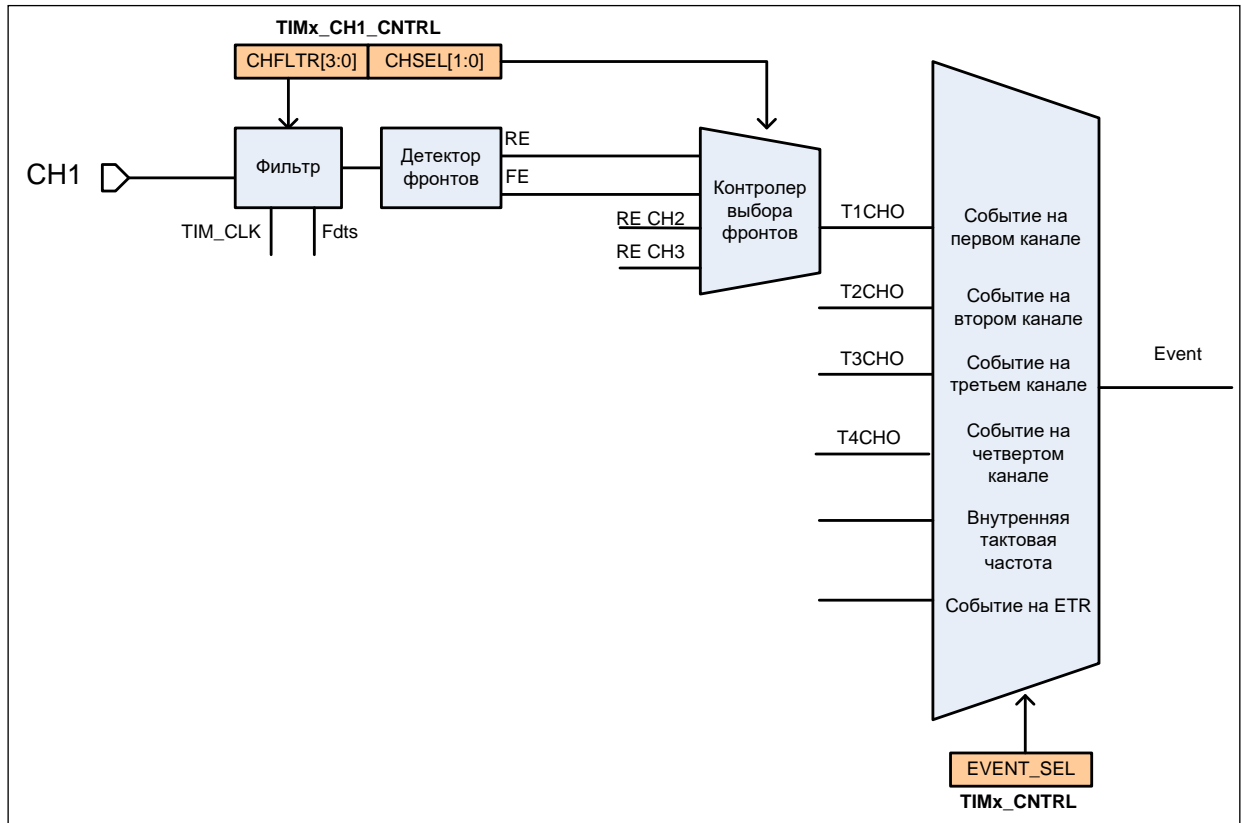 TIMx_CH1_CNTRL
CHFLTR[3:0] CHSEL[1:0]
CH1
Фильтр
TIM_CLK
Fdts
Детектор
фронтов
RE
FE
RE CH2
RE CH3
Контролер
выбора
фронтов
T1CHO
T2CHO
T3CHO
T4CHO
Событие на
первом канале
Событие на
втором канале
Событие на
третьем канале
Событие на
четвертом
канале
Внутренняя
тактовая
частота
Событие на ETR
Event
EVENT_SEL
TIMx_CNTRL